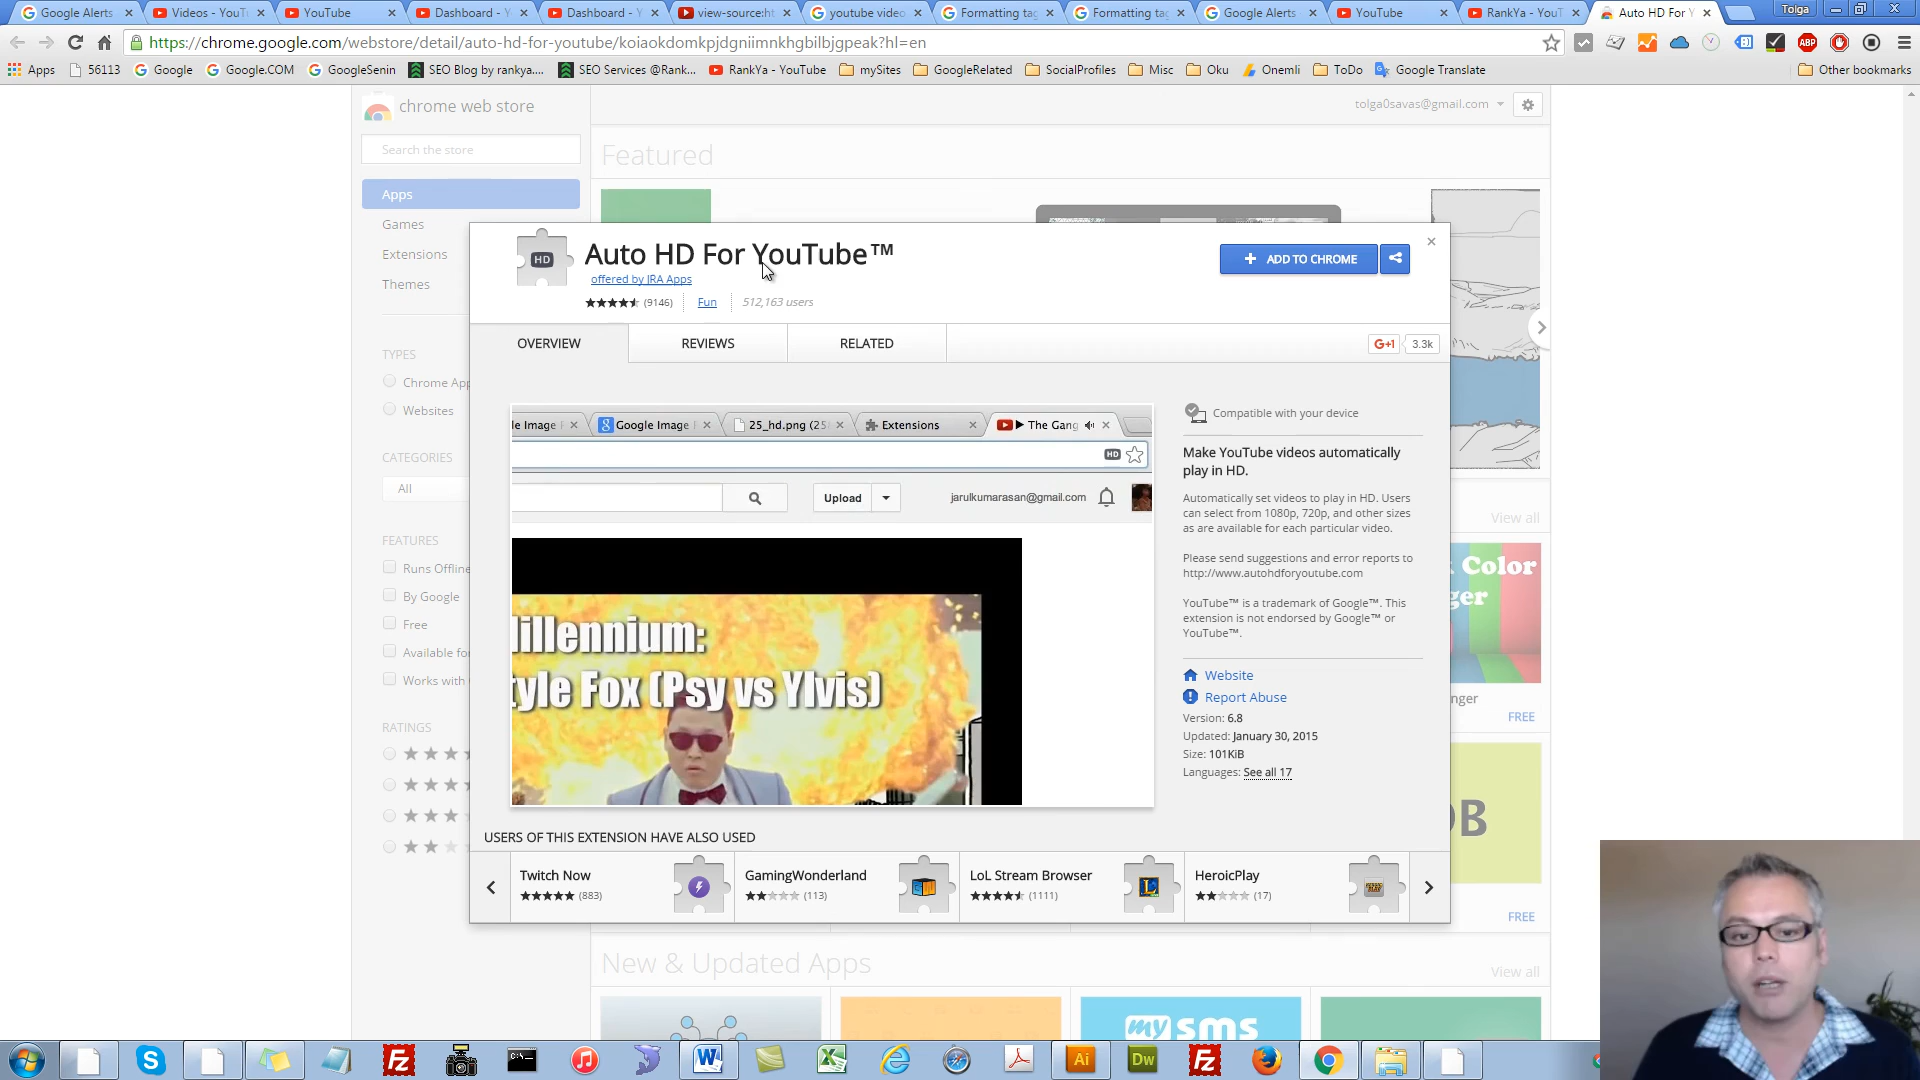 Google Alerts
Videos - YouT
YouTube
Dashboard - Y
Dashboard - Y
view-source:ht
youtube video
Formatting tag
Formatting tag
Google Alerts
YouTube
RankYa - YouT
Auto HD For Y
Tolga
https://chrome.google.com/webstore/detail/auto-hd-for-youtube/koiaokdomkpjdgniimnkhgbilbjgpeak?hl=en
ABP
Apps
56113
Google
Google.COM
GoogleSenin
SEO Blog by rankya....
SEO Services @Rank...
RankYa - YouTube
mySites
GoogleRelated
SocialProfiles
Misc
Oku
Onemli
ToDo
Google Translate
Other bookmarks
chrome web store
tolga0savas@gmail.com
Search the store
Featured
Apps
Games
Extensions
Themes
TYPES
Chrome App
Websites
CATEGORIES
All
FEATURES
Runs Offline
By Google
Free
Available fo
Works with
RATINGS
HD
Auto HD For YouTube™
offered by JRA Apps
(9146)
Fun
512,163 users
+ ADD TO CHROME
OVERVIEW
REVIEWS
RELATED
G+1
3.3k
le Image
Google Image
25_hd.png (25
Extensions
The Gang
HD
Upload
jarulkumarasan@gmail.com
illennium:
tyle Fox (Psy vs Ylvis)
Compatible with your device
Make YouTube videos automatically
play in HD.
Automatically set videos to play in HD. Users
can select from 1080p, 720p, and other sizes
as are available for each particular video.
Please send suggestions and error reports to
http://www.autohdforyoutube.com
YouTube™ is a trademark of Google™. This
extension is not endorsed by Google™ or
YouTube™.
Website
Report Abuse
Version: 6.8
Updated: January 30, 2015
Size: 101KiB
Languages: See all 17
View all
Color
ger
nger
FREE
DB
FREE
USERS OF THIS EXTENSION HAVE ALSO USED
Twitch Now
(883)
GamingWonderland
(113)
LoL Stream Browser
(1111)
HeroicPlay
(17)
New & Updated Apps
View all
my sms
Fz
W
X
Ai
Dw
Fz